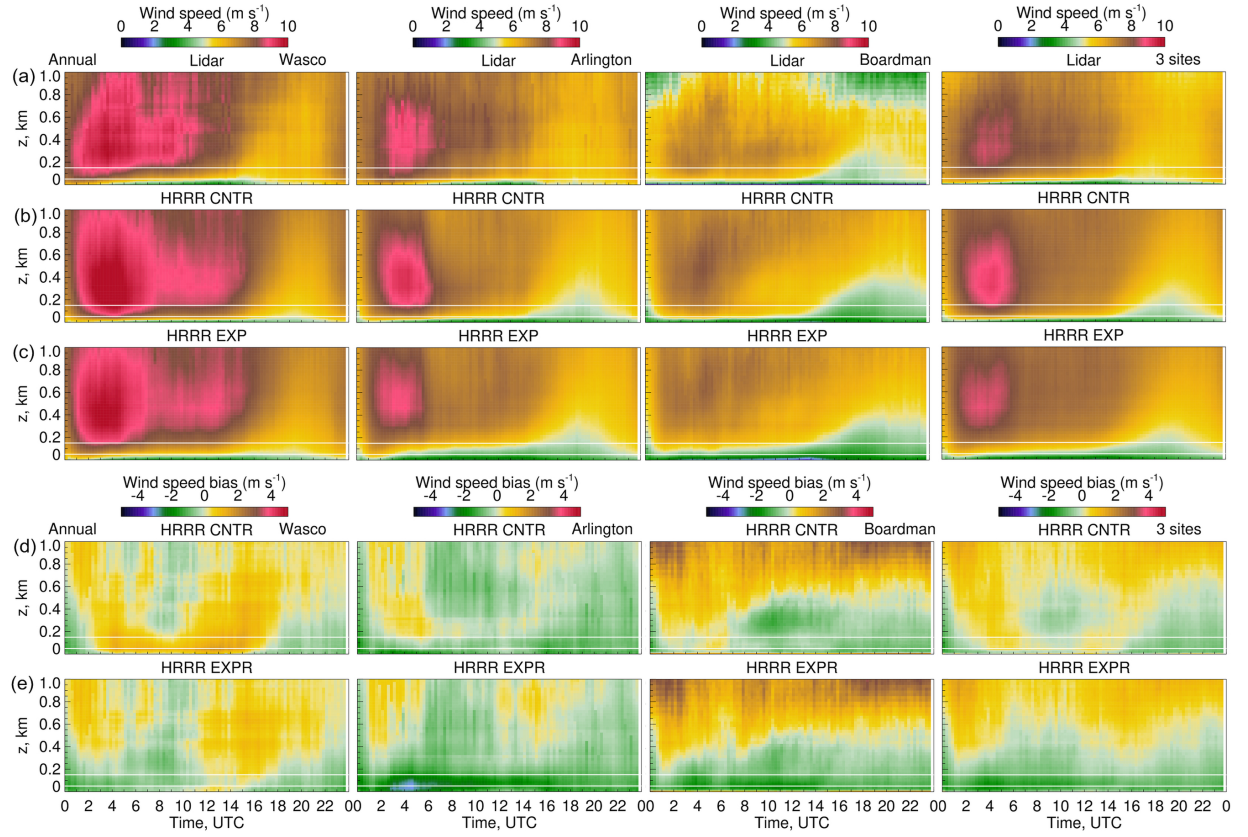 Wind speed (m s⁻¹) Wind speed (m s⁻¹) Wind speed (m s⁻¹) Wind speed (m s⁻¹)
0 2 4 6 8 10 0 2 4 6 8 10 0 2 4 6 8 10 0 2 4 6 8 10
Annual Lidar Wasco Lidar Arlington Lidar Boardman Lidar 3 sites
(a) 1.0
0.8
z, km 0.6
0.4
0.2
0
HRRR CNTR HRRR CNTR HRRR CNTR HRRR CNTR
(b) 1.0
0.8
z, km 0.6
0.4
0.2
0
HRRR EXP HRRR EXP HRRR EXP HRRR EXP
(c) 1.0
0.8
z, km 0.6
0.4
0.2
0
Wind speed bias (m s⁻¹) Wind speed bias (m s⁻¹) Wind speed bias (m s⁻¹) Wind speed bias (m s⁻¹)
-4 -2 0 2 4 -4 -2 0 2 4 -4 -2 0 2 4 -4 -2 0 2 4
Annual HRRR CNTR Wasco HRRR CNTR Arlington HRRR CNTR Boardman HRRR CNTR 3 sites
(d) 1.0
0.8
z, km 0.6
0.4
0.2
0
HRRR EXPR HRRR EXPR HRRR EXPR HRRR EXPR
(e) 1.0
0.8
z, km 0.6
0.4
0.2
0
0 2 4 6 8 10 12 14 16 18 20 22 00 2 4 6 8 10 12 14 16 18 20 22 00 2 4 6 8 10 12 14 16 18 20 22 00 2 4 6 8 10 12 14 16 18 20 22 0
Time, UTC Time, UTC Time, UTC Time, UTC